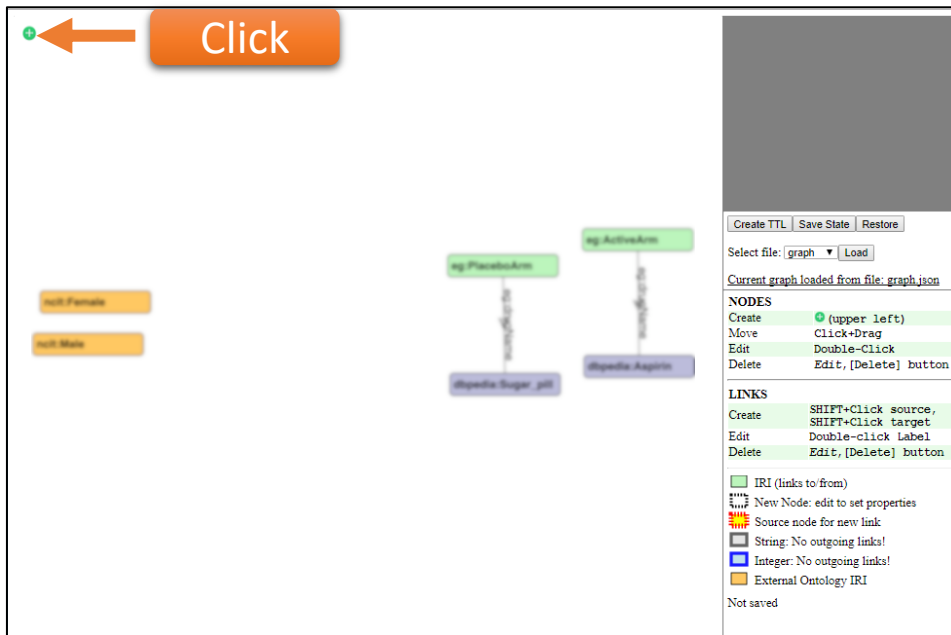 Click
eg:ActiveArm
eg:PlaceboArm
eg:drugName
eg:drugName
ncit:Female
ncit:Male
dbpedia:Sugar_pill
dbpedia:Aspirin
Create TTL Save State Restore
Select file: graph Load
Current graph loaded from file: graph.json
NODES
Create (upper left)
Move Click+Drag
Edit Double-Click
Delete Edit,[Delete] button
LINKS
Create SHIFT+Click source,
SHIFT+Click target
Edit Double-click Label
Delete Edit,[Delete] button
IRI (links to/from)
New Node: edit to set properties
Source node for new link
String: No outgoing links!
Integer: No outgoing links!
External Ontology IRI
Not saved